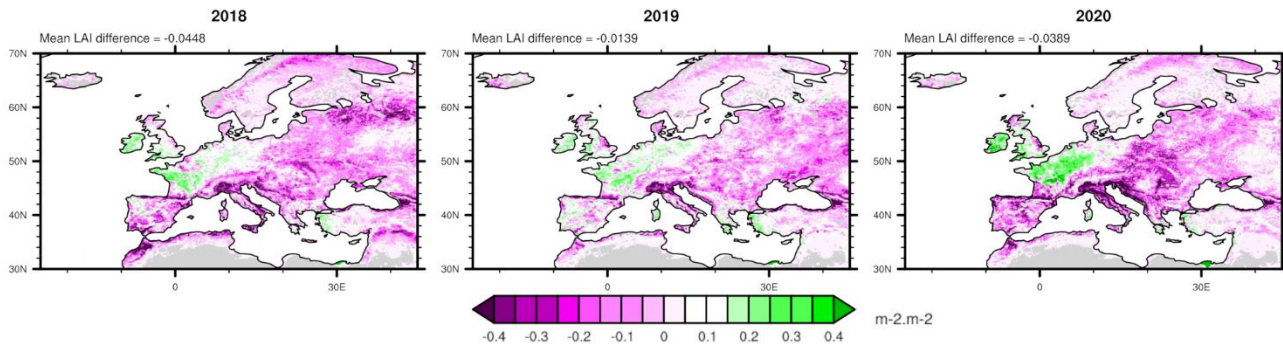 2018
Mean LAI difference = -0.0448
70N
60N
50N
40N
30N
0
30E
2019
Mean LAI difference = -0.0139
70N
60N
50N
40N
30N
0
30E
2020
Mean LAI difference = -0.0389
70N
60N
50N
40N
30N
0
30E
-0.4 -0.3 -0.2 -0.1 0 0.1 0.2 0.3 0.4
m-2.m-2